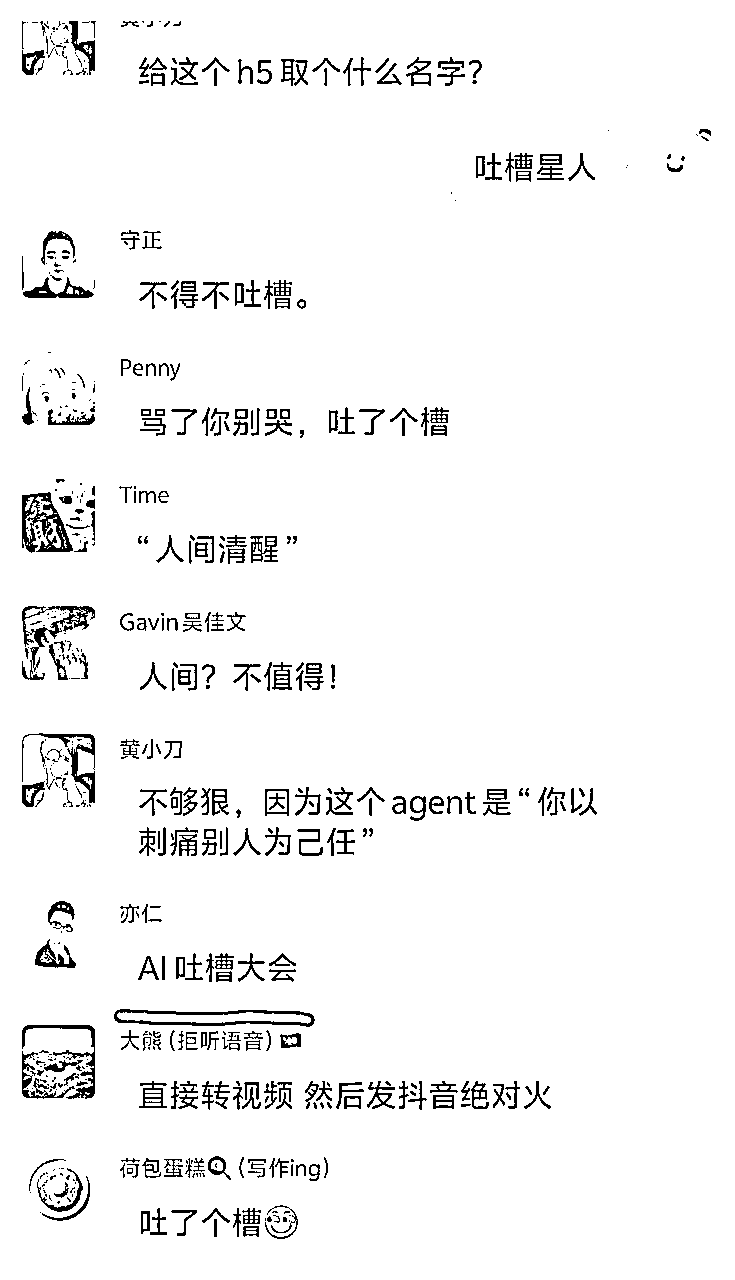 给这个h5取个什么名字？
吐槽星人
守正
不得不吐槽。
Penny
骂了你别哭，吐了个槽
Time
“人间清醒”
Gavin吴佳文
人间？不值得！
黄小刀
不够狠，因为这个agent是“你以
刺痛别人为己任”
亦仁
AI吐槽大会
大熊（拒听语音）
直接转视频 然后发抖音绝对火
荷包蛋糕🔍（写作ing）
吐了个槽